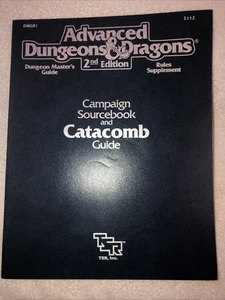 DMGR1
2112
Advanced
Dungeons & Dragons®
2nd Edition
Dungeon Master's
Guide
Rules
Supplement
Campaign
Sourcebook
and
Catacomb
Guide
TSR
TSR, Inc.